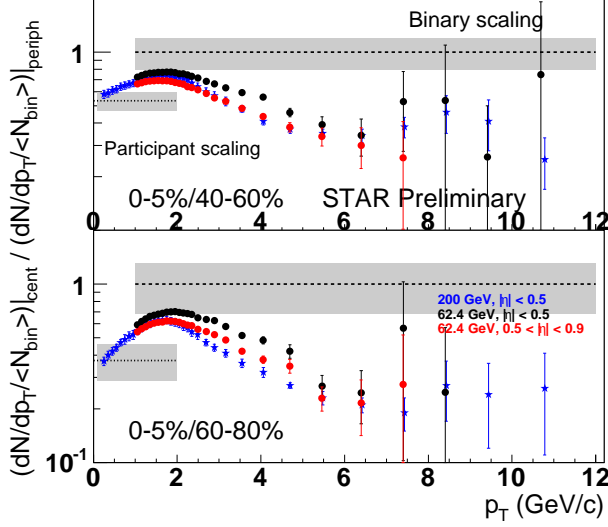 (dN/dp_T/<N_bin>)|_cent / (dN/dp_T/<N_bin>)|_periph
Binary scaling
1
Participant scaling
0-5%/40-60% STAR Preliminary
0 2 4 6 8 10 12
1
200 GeV, |η| < 0.5
62.4 GeV, |η| < 0.5
62.4 GeV, 0.5 < |η| < 0.9
0-5%/60-80%
10^-1
0 2 4 6 8 10 12
p_T (GeV/c)